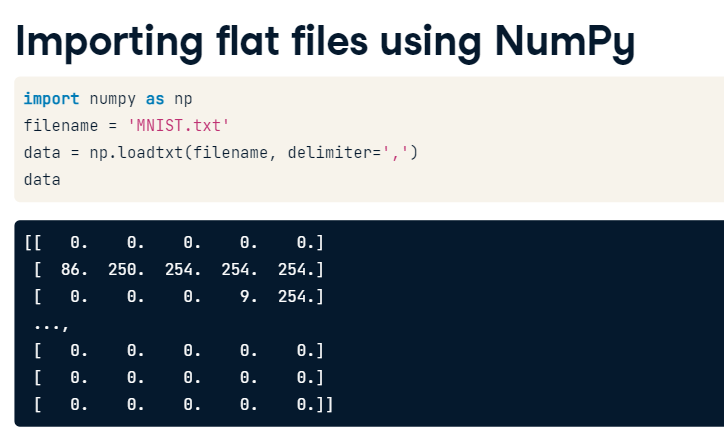 Importing flat files using NumPy
import numpy as np
filename = 'MNIST.txt'
data = np.loadtxt(filename, delimiter=',')
data
[[   0.    0.    0.    0.    0.]
 [  86.  250.  254.  254.  254.]
 [   0.    0.    0.    9.  254.]
 ...,
 [   0.    0.    0.    0.    0.]
 [   0.    0.    0.    0.    0.]
 [   0.    0.    0.    0.    0.]]